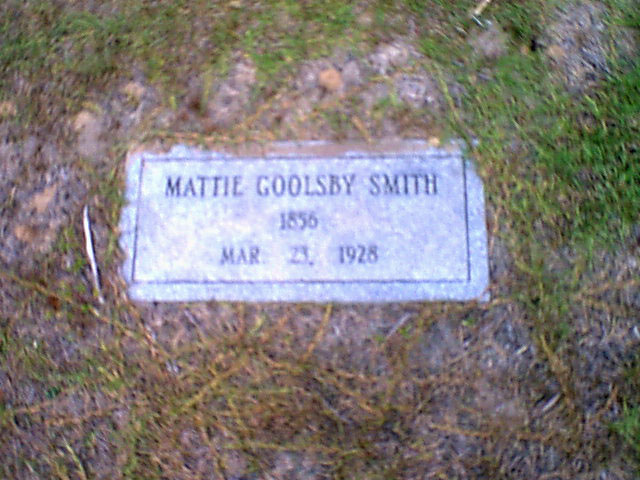 MATTIE GOOLSBY SMITH
1856
MAR. 23, 1928